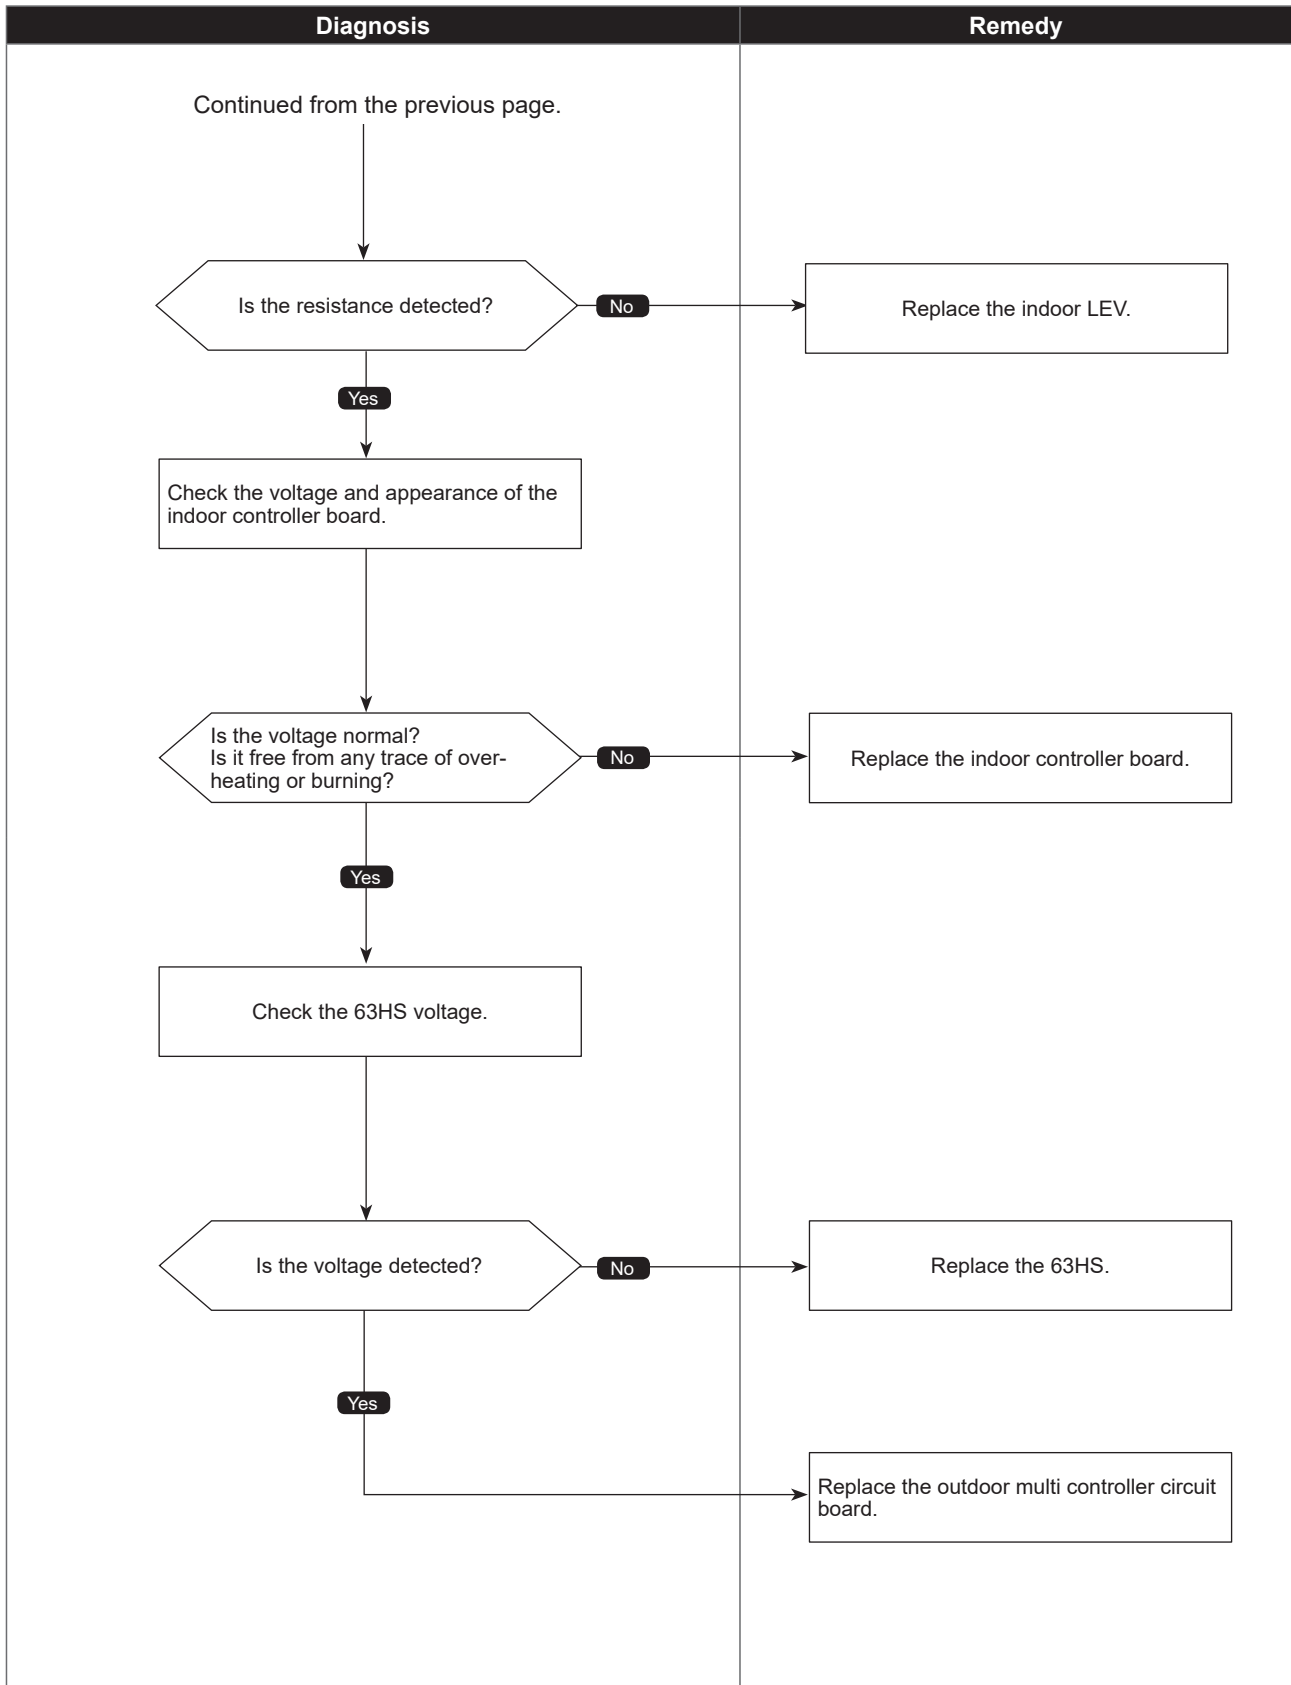 Diagnosis
Remedy
Continued from the previous page.
Is the resistance detected?
No
Replace the indoor LEV.
Yes
Check the voltage and appearance of the
indoor controller board.
Is the voltage normal?
Is it free from any trace of over-
heating or burning?
No
Replace the indoor controller board.
Yes
Check the 63HS voltage.
Is the voltage detected?
No
Replace the 63HS.
Yes
Replace the outdoor multi controller circuit
board.